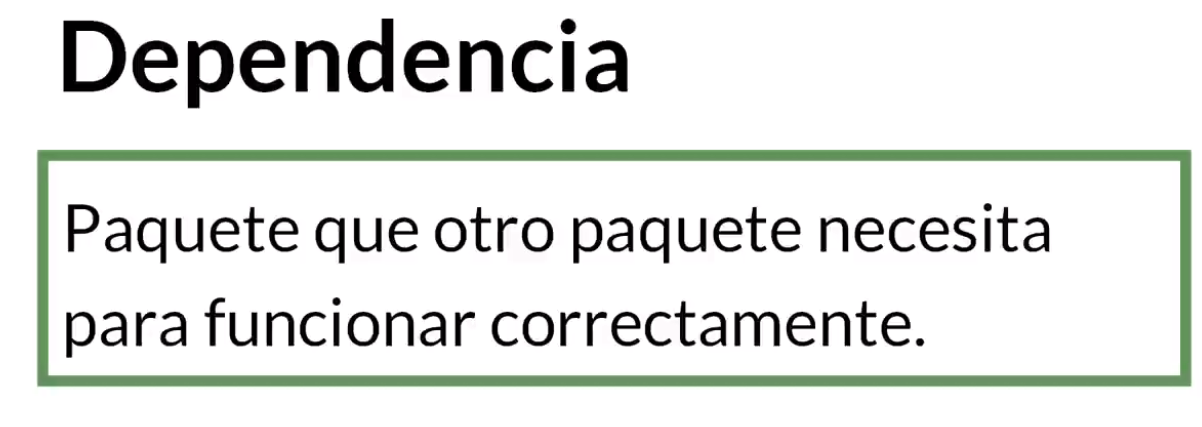 Dependencia
Paquete que otro paquete necesita
para funcionar correctamente.